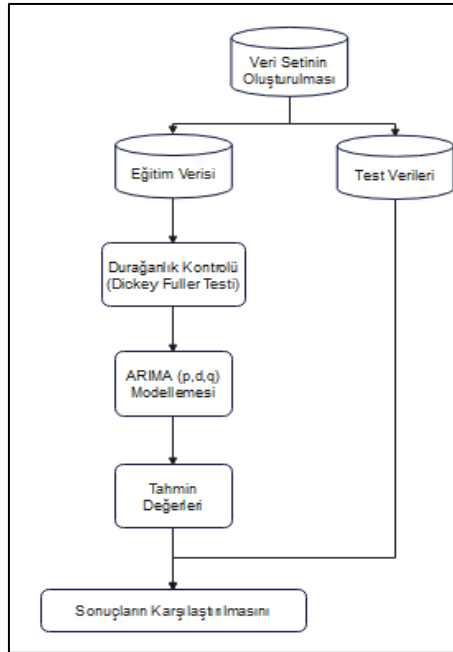 Veri Setinin
Oluşturulması
Eğitim Verisi
Test Verileri
Durağanlık Kontrolü
(Dickey Fuller Testi)
ARIMA (p,d,q)
Modellemesi
Tahmin
Değerleri
Sonuçların Karşılaştırılmasını